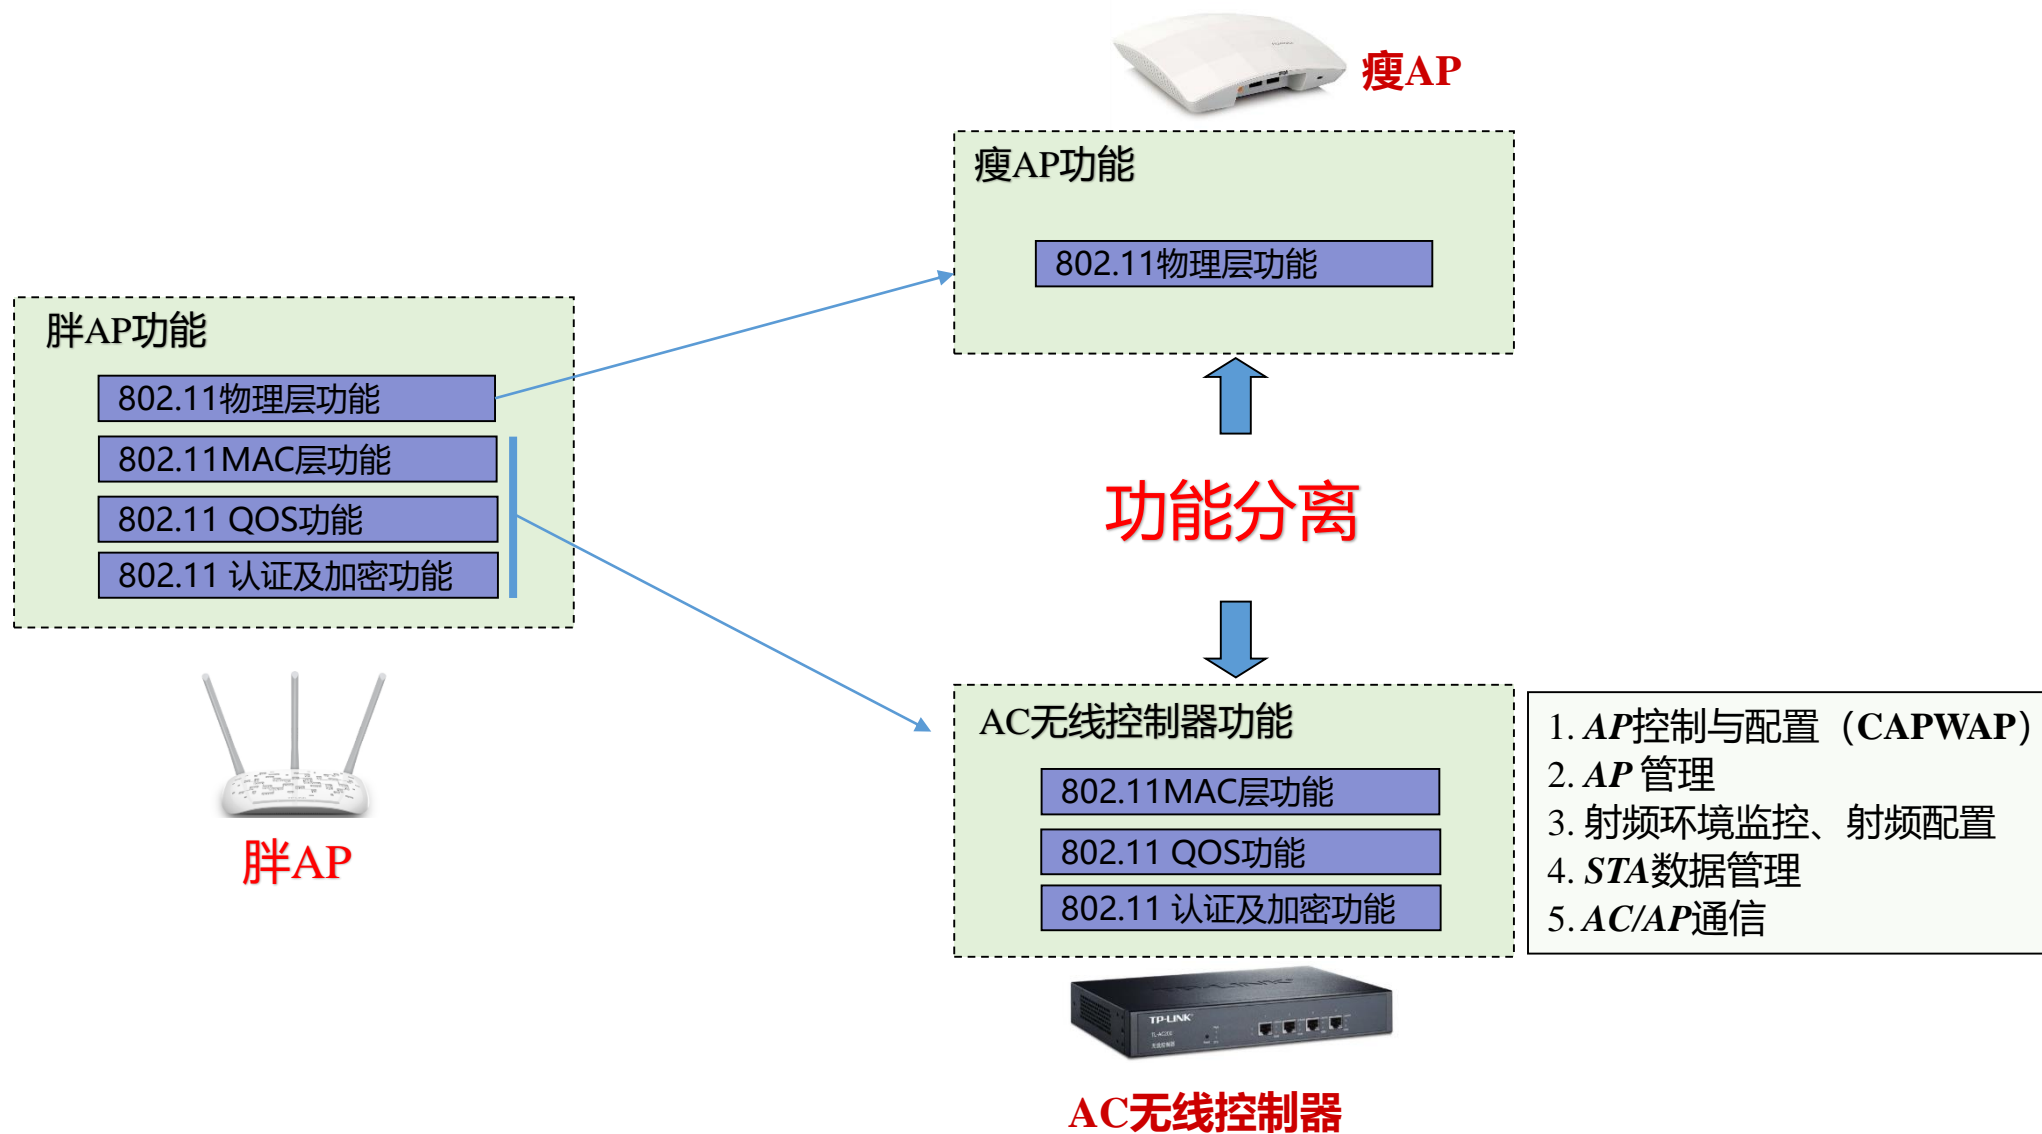 瘦AP
瘦AP功能
802.11物理层功能
胖AP功能
802.11物理层功能
802.11MAC层功能
802.11 QOS功能
802.11 认证及加密功能
胖AP
功能分离
AC无线控制器功能
802.11MAC层功能
802.11 QOS功能
802.11 认证及加密功能
1. AP控制与配置（CAPWAP）
2. AP 管理
3. 射频环境监控、射频配置
4. STA数据管理
5. AC/AP通信
TP-LINK
AC无线控制器